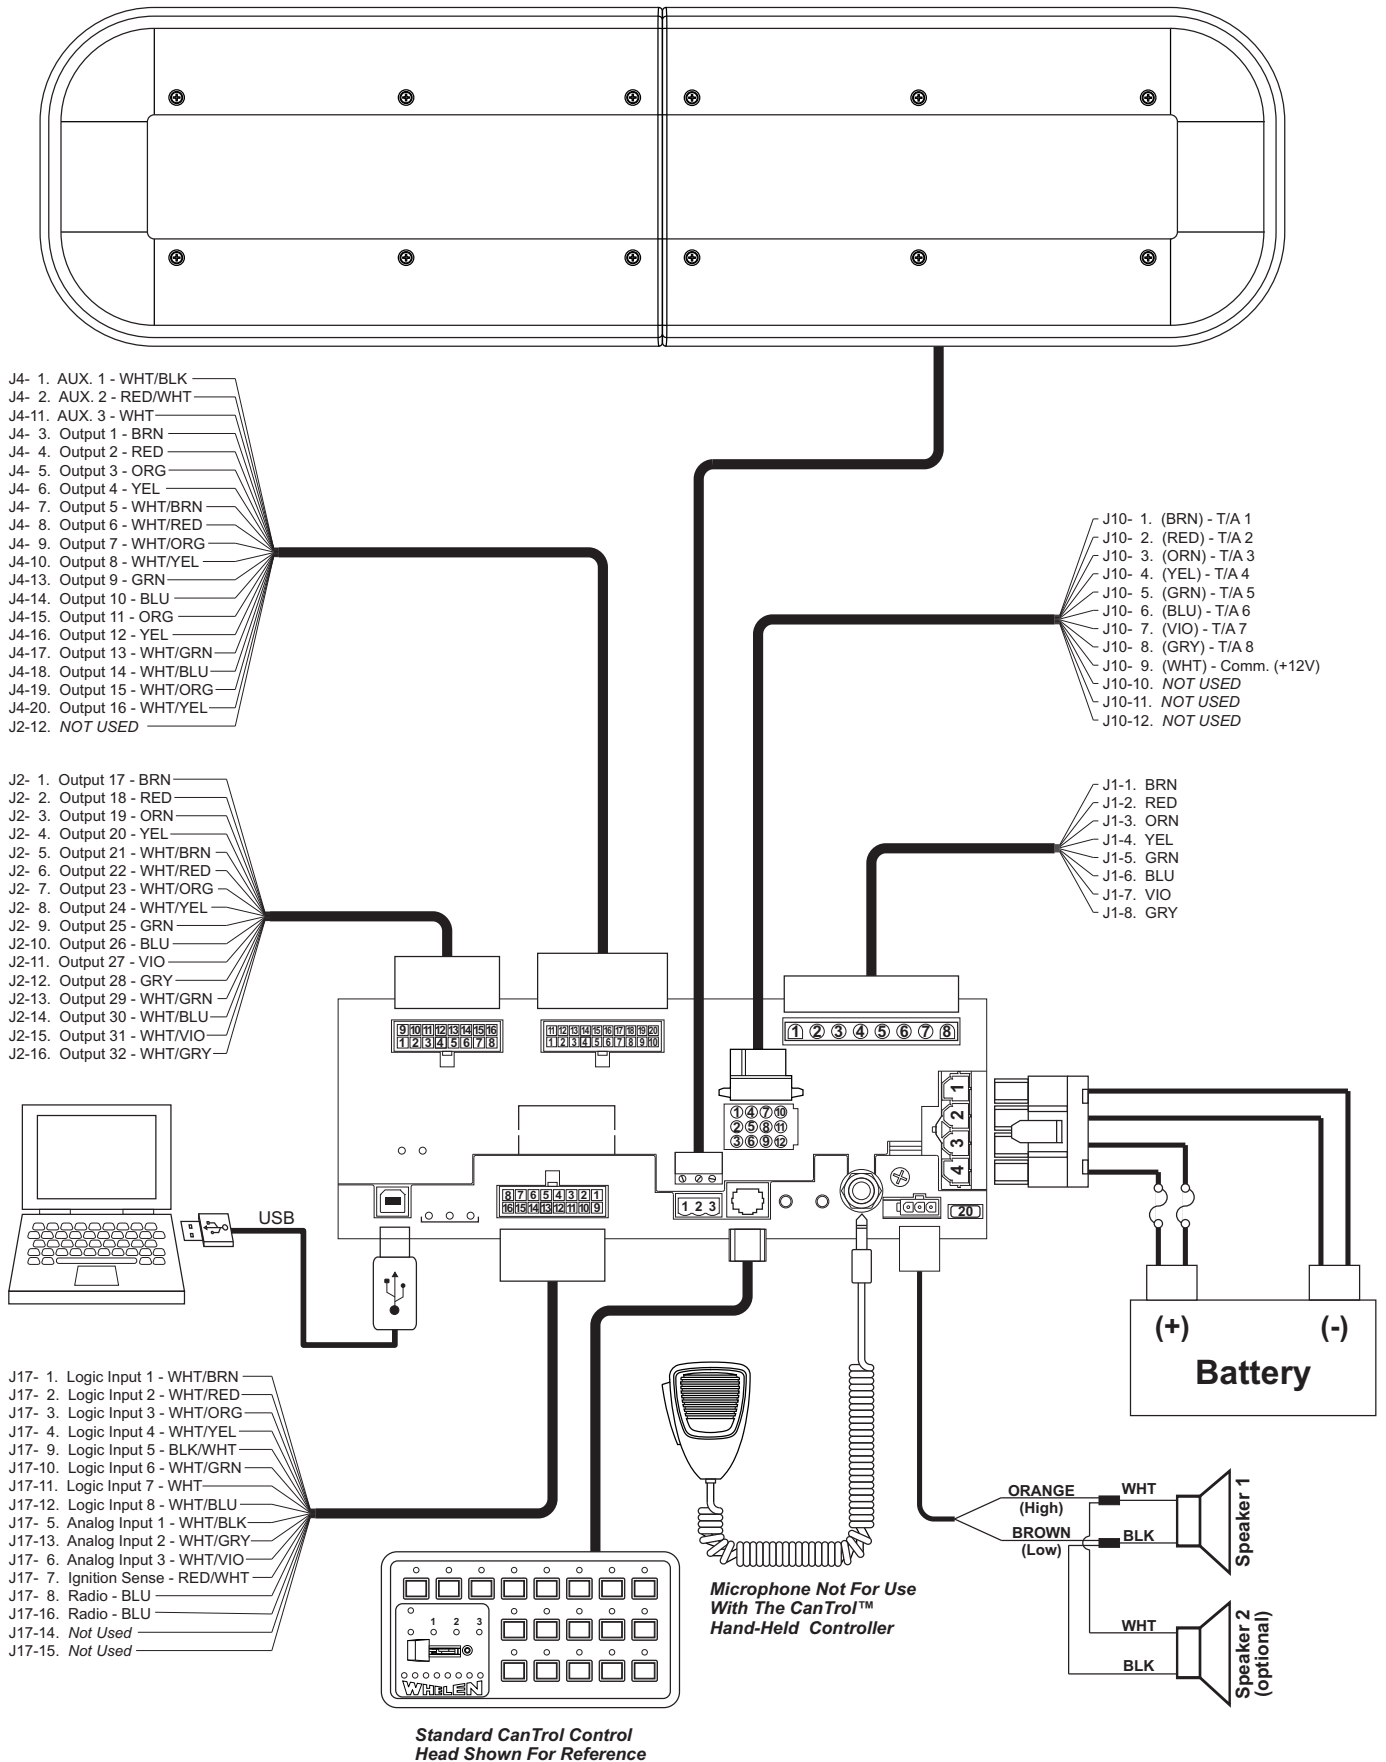 J4- 1. AUX. 1 - WHT/BLK
J4- 2. AUX. 2 - RED/WHT
J4-11. AUX. 3 - WHT
J4- 3. Output 1 - BRN
J4- 4. Output 2 - RED
J4- 5. Output 3 - ORG
J4- 6. Output 4 - YEL
J4- 7. Output 5 - WHT/BRN
J4- 8. Output 6 - WHT/RED
J4- 9. Output 7 - WHT/ORG
J4-10. Output 8 - WHT/YEL
J4-13. Output 9 - GRN
J4-14. Output 10 - BLU
J4-15. Output 11 - ORG
J4-16. Output 12 - YEL
J4-17. Output 13 - WHT/GRN
J4-18. Output 14 - WHT/BLU
J4-19. Output 15 - WHT/ORG
J4-20. Output 16 - WHT/YEL
J2-12. NOT USED
J10- 1. (BRN) - T/A 1
J10- 2. (RED) - T/A 2
J10- 3. (ORN) - T/A 3
J10- 4. (YEL) - T/A 4
J10- 5. (GRN) - T/A 5
J10- 6. (BLU) - T/A 6
J10- 7. (VIO) - T/A 7
J10- 8. (GRY) - T/A 8
J10- 9. (WHT) - Comm. (+12V)
J10-10. NOT USED
J10-11. NOT USED
J10-12. NOT USED
J2- 1. Output 17 - BRN
J2- 2. Output 18 - RED
J2- 3. Output 19 - ORN
J2- 4. Output 20 - YEL
J2- 5. Output 21 - WHT/BRN
J2- 6. Output 22 - WHT/RED
J2- 7. Output 23 - WHT/ORG
J2- 8. Output 24 - WHT/YEL
J2- 9. Output 25 - GRN
J2-10. Output 26 - BLU
J2-11. Output 27 - VIO
J2-12. Output 28 - GRY
J2-13. Output 29 - WHT/GRN
J2-14. Output 30 - WHT/BLU
J2-15. Output 31 - WHT/VIO
J2-16. Output 32 - WHT/GRY
J1-1. BRN
J1-2. RED
J1-3. ORN
J1-4. YEL
J1-5. GRN
J1-6. BLU
J1-7. VIO
J1-8. GRY
9 10 11 12 13 14 15 16
1 2 3 4 5 6 7 8
11 12 13 14 15 16 17 18 19 20
1 2 3 4 5 6 7 8 9 10
1 2 3 4 5 6 7 8
1 4 7 10
2 5 8 11
3 6 9 12
1
2
3
4
8 7 6 5 4 3 2 1
16 15 14 13 12 11 10 9
1 2 3
20
USB
(+) (-)
Battery
J17- 1. Logic Input 1 - WHT/BRN
J17- 2. Logic Input 2 - WHT/RED
J17- 3. Logic Input 3 - WHT/ORG
J17- 4. Logic Input 4 - WHT/YEL
J17- 9. Logic Input 5 - BLK/WHT
J17-10. Logic Input 6 - WHT/GRN
J17-11. Logic Input 7 - WHT
J17-12. Logic Input 8 - WHT/BLU
J17- 5. Analog Input 1 - WHT/BLK
J17-13. Analog Input 2 - WHT/GRY
J17- 6. Analog Input 3 - WHT/VIO
J17- 7. Ignition Sense - RED/WHT
J17- 8. Radio - BLU
J17-16. Radio - BLU
J17-14. Not Used
J17-15. Not Used
ORANGE
(High)
BROWN
(Low)
WHT
BLK
Speaker 1
WHT
BLK
Speaker 2
(optional)
1 2 3
WHELEN
Microphone Not For Use
With The CanTrol™
Hand-Held Controller
Standard CanTrol Control
Head Shown For Reference